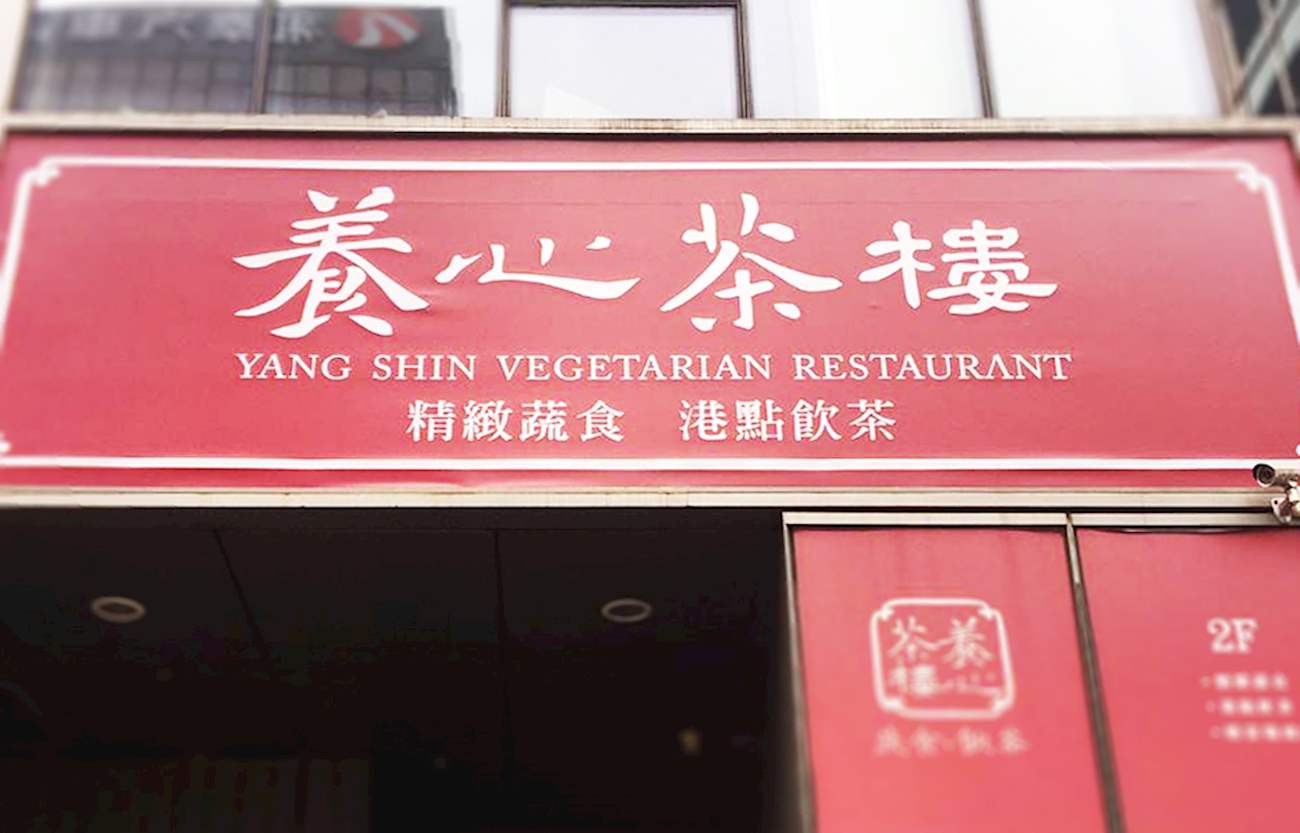 養心茶樓
YANG SHIN VEGETARIAN RESTAURANT
精緻蔬食　港點飲茶
養心
茶樓
蔬食·飲茶
2F